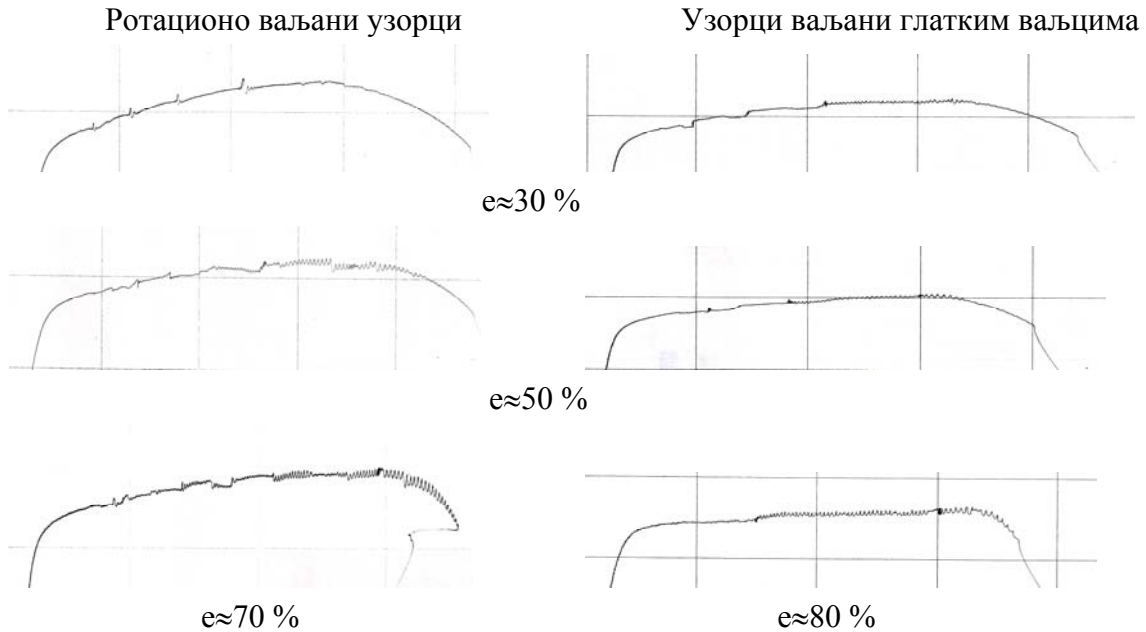 Ротационо ваљани узорци
Узорци ваљани глатким ваљцима
e≈30 %
e≈50 %
e≈70 %
e≈80 %